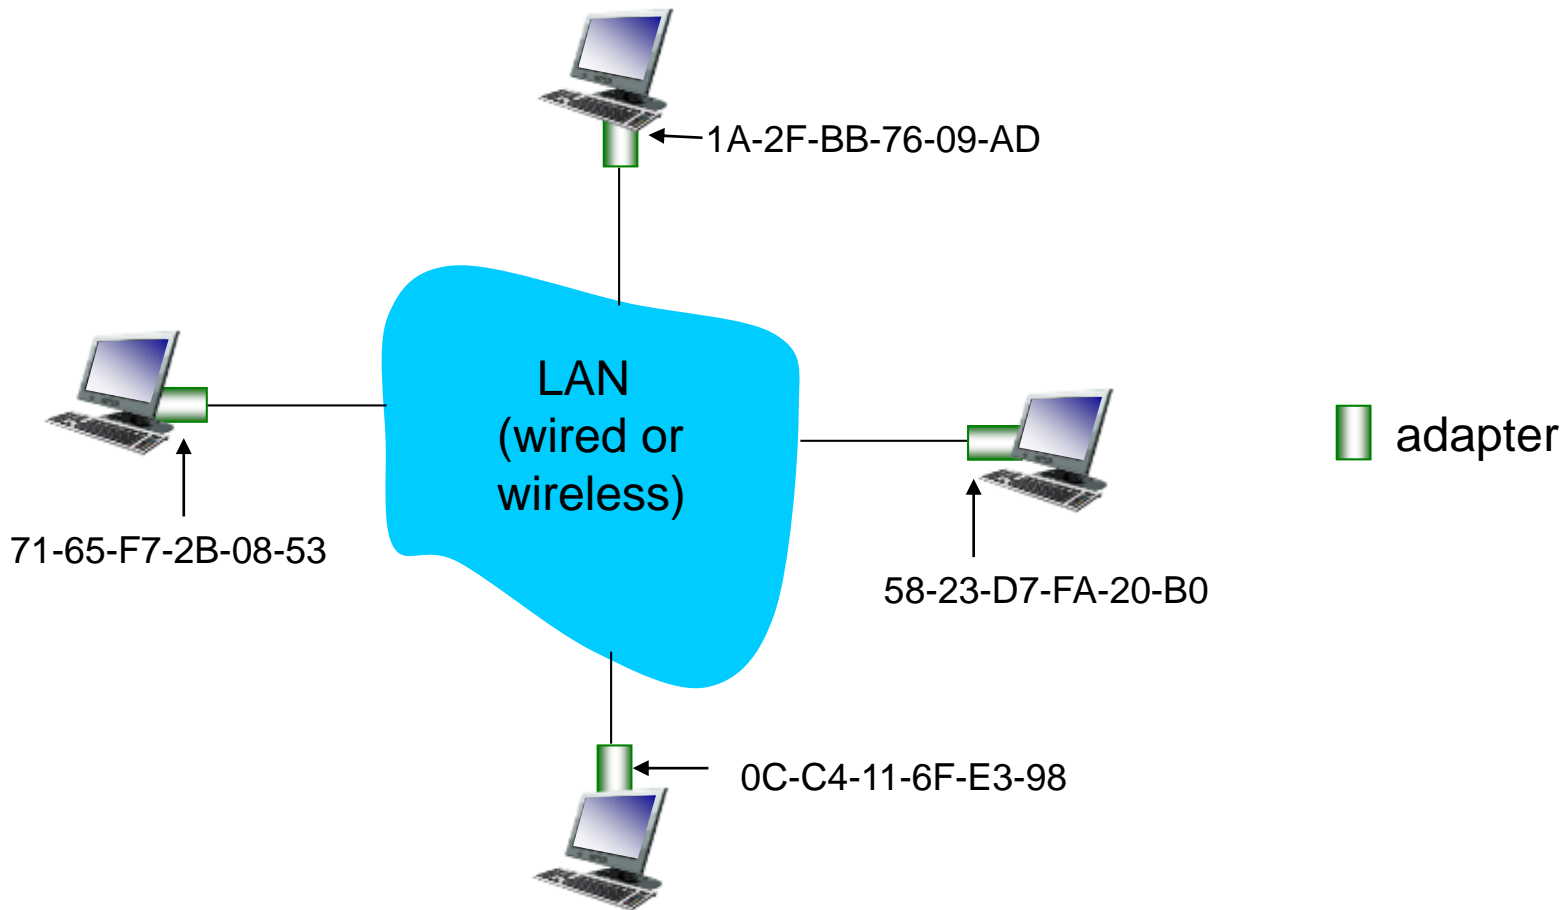 1A-2F-BB-76-09-AD
LAN
(wired or
wireless)
adapter
71-65-F7-2B-08-53
58-23-D7-FA-20-B0
0C-C4-11-6F-E3-98